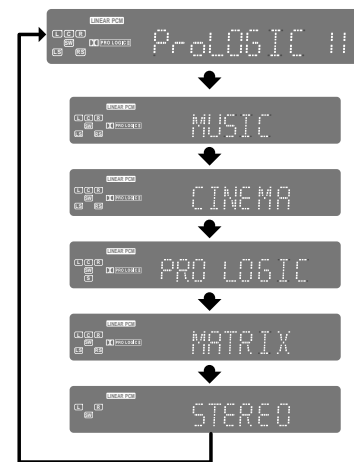 LINEAR PCM
L C R
SW
LS RS
PRO LOGIC II
ProLOGIC II
LINEAR PCM
L C R
SW
LS RS
PRO LOGIC II
MUSIC
LINEAR PCM
L C R
SW
LS RS
PRO LOGIC II
CINEMA
LINEAR PCM
L C R
SW
S
PRO LOGIC II
PRO LOGIC
LINEAR PCM
L C R
SW
LS RS
PRO LOGIC II
MATRIX
LINEAR PCM
L R
SW
STEREO